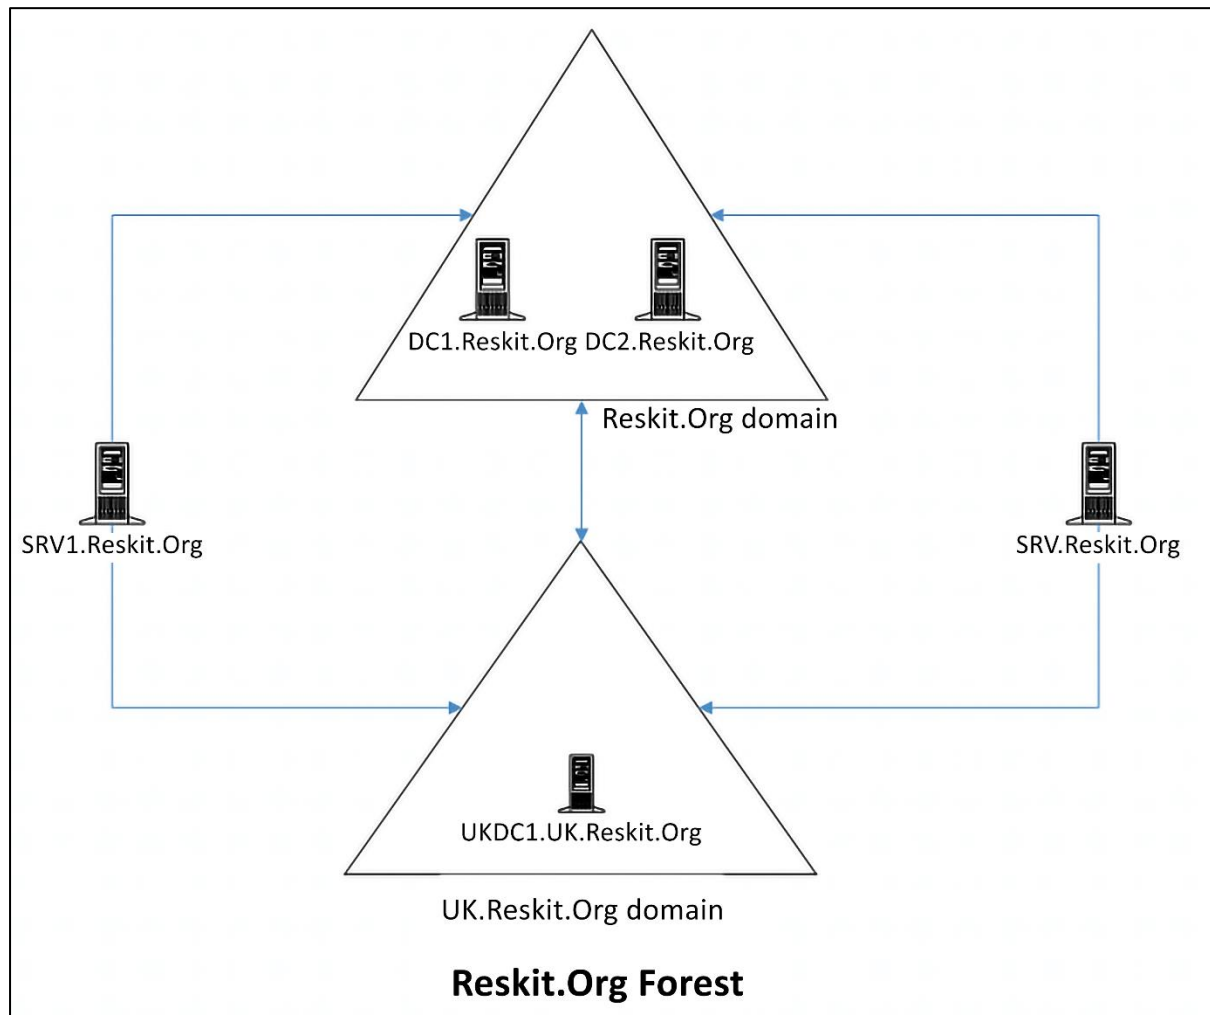 DC1.Reskit.Org DC2.Reskit.Org
Reskit.Org domain
SRV1.Reskit.Org
SRV.Reskit.Org
UKDC1.UK.Reskit.Org
UK.Reskit.Org domain
Reskit.Org Forest